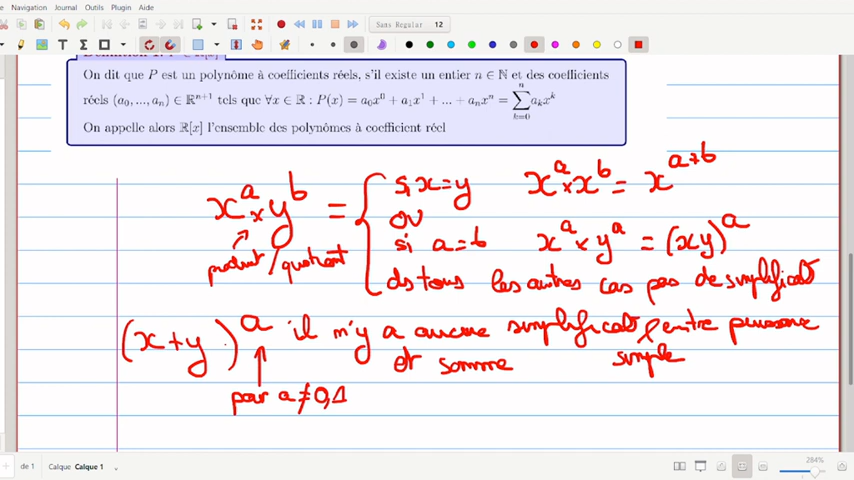 Navigation Journal Outils Plugin Aide
Sans Regular 12
On dit que P est un polynôme à coefficients réels, s'il existe un entier n ∈ ℕ et des coefficients
réels (a₀, ..., aₙ) ∈ ℝⁿ⁺¹ tels que ∀x ∈ ℝ : P(x) = a₀x⁰ + a₁x¹ + ... + aₙxⁿ = ∑ₖ₌₀ⁿ aₖxᵏ
On appelle alors ℝ[x] l'ensemble des polynômes à coefficient réel
xᵃ × yᵇ = { si x = y xᵃ × xᵇ = xᵃ⁺ᵇ
ou
si a = b xᵃ × yᵃ = (xy)ᵃ
produit / quotient
ds tous les autres cas pas de simplificat
(x + y)ᵃ il n'y a aucune simplificat entre puissance
et somme simple
pour a ≠ 0,1
de 1 Calque Calque 1 284%